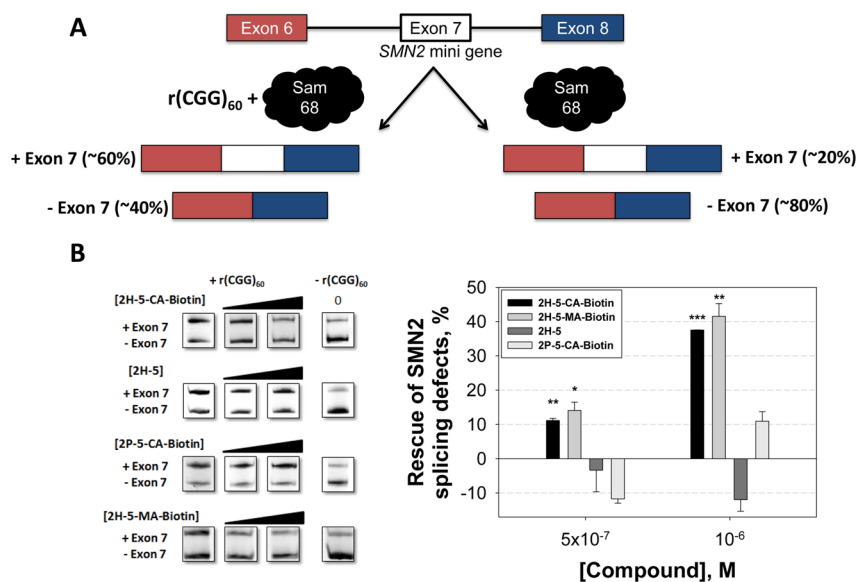 A
Exon 6
Exon 7
Exon 8
SMN2 mini gene
r(CGG)60 +
Sam
68
Sam
68
+ Exon 7 (~60%)
+ Exon 7 (~20%)
- Exon 7 (~40%)
- Exon 7 (~80%)
B
+ r(CGG)60
- r(CGG)60
[2H-5-CA-Biotin]
0
+ Exon 7
- Exon 7
[2H-5]
+ Exon 7
- Exon 7
[2P-5-CA-Biotin]
+ Exon 7
- Exon 7
[2H-5-MA-Biotin]
+ Exon 7
- Exon 7
Rescue of SMN2
splicing defects, %
50
40
30
20
10
0
-10
2H-5-CA-Biotin
2H-5-MA-Biotin
2H-5
2P-5-CA-Biotin
**
*
***
**
5x10-7
10-6
[Compound], M